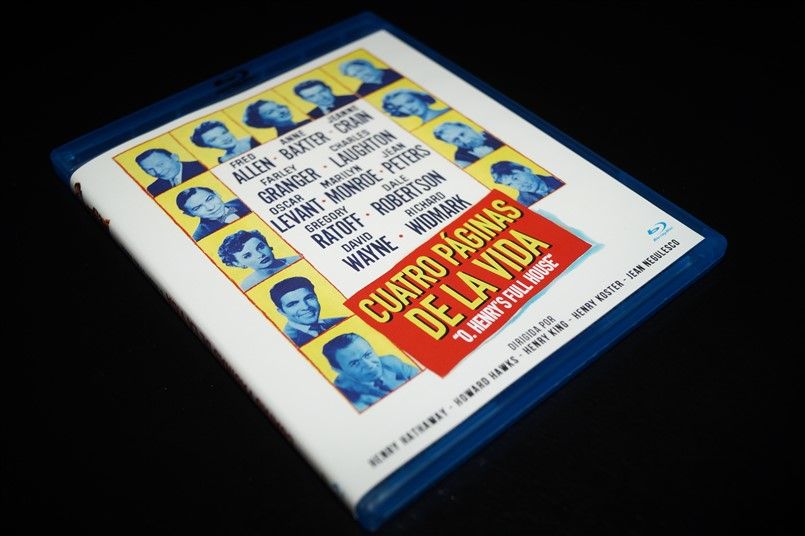 FRED ANNE JEANNE
ALLEN · BAXTER · CRAIN
FARLEY CHARLES
GRANGER · LAUGHTON
OSCAR MARILYN JEAN
LEVANT · MONROE · PETERS
GREGORY DALE
RATOFF · ROBERTSON
DAVID RICHARD
WAYNE · WIDMARK
CUATRO PÁGINAS
DE LA VIDA
"O. HENRY'S FULL HOUSE"
DIRIGIDA POR
HENRY HATHAWAY - HOWARD HAWKS - HENRY KING - HENRY KOSTER - JEAN NEGULESCO